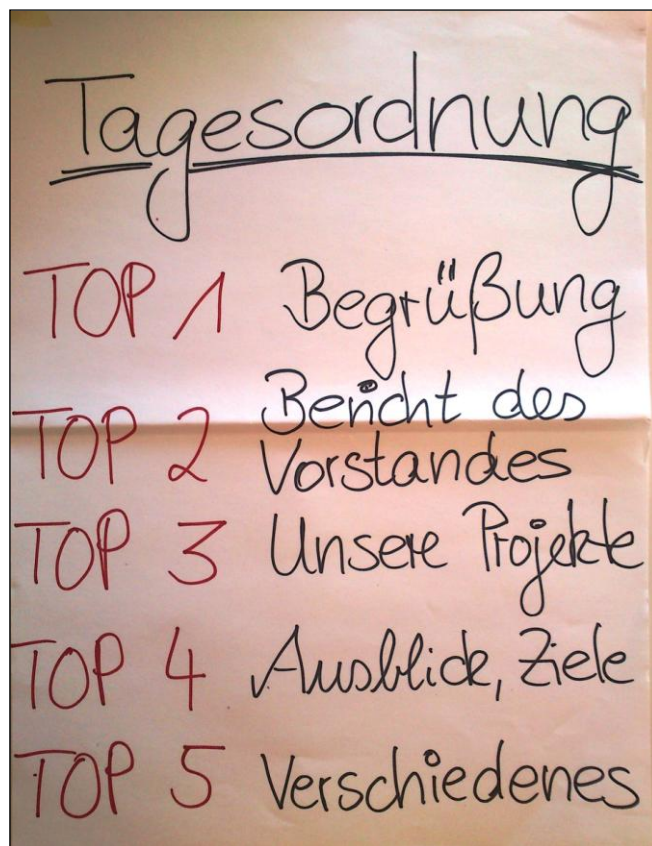 Tagesordnung
TOP 1 Begrüßung
Bericht des
TOP 2 Vorstandes
TOP 3 Unsere Projekte
TOP 4 Ausblick, Ziele
TOP 5 Verschiedenes